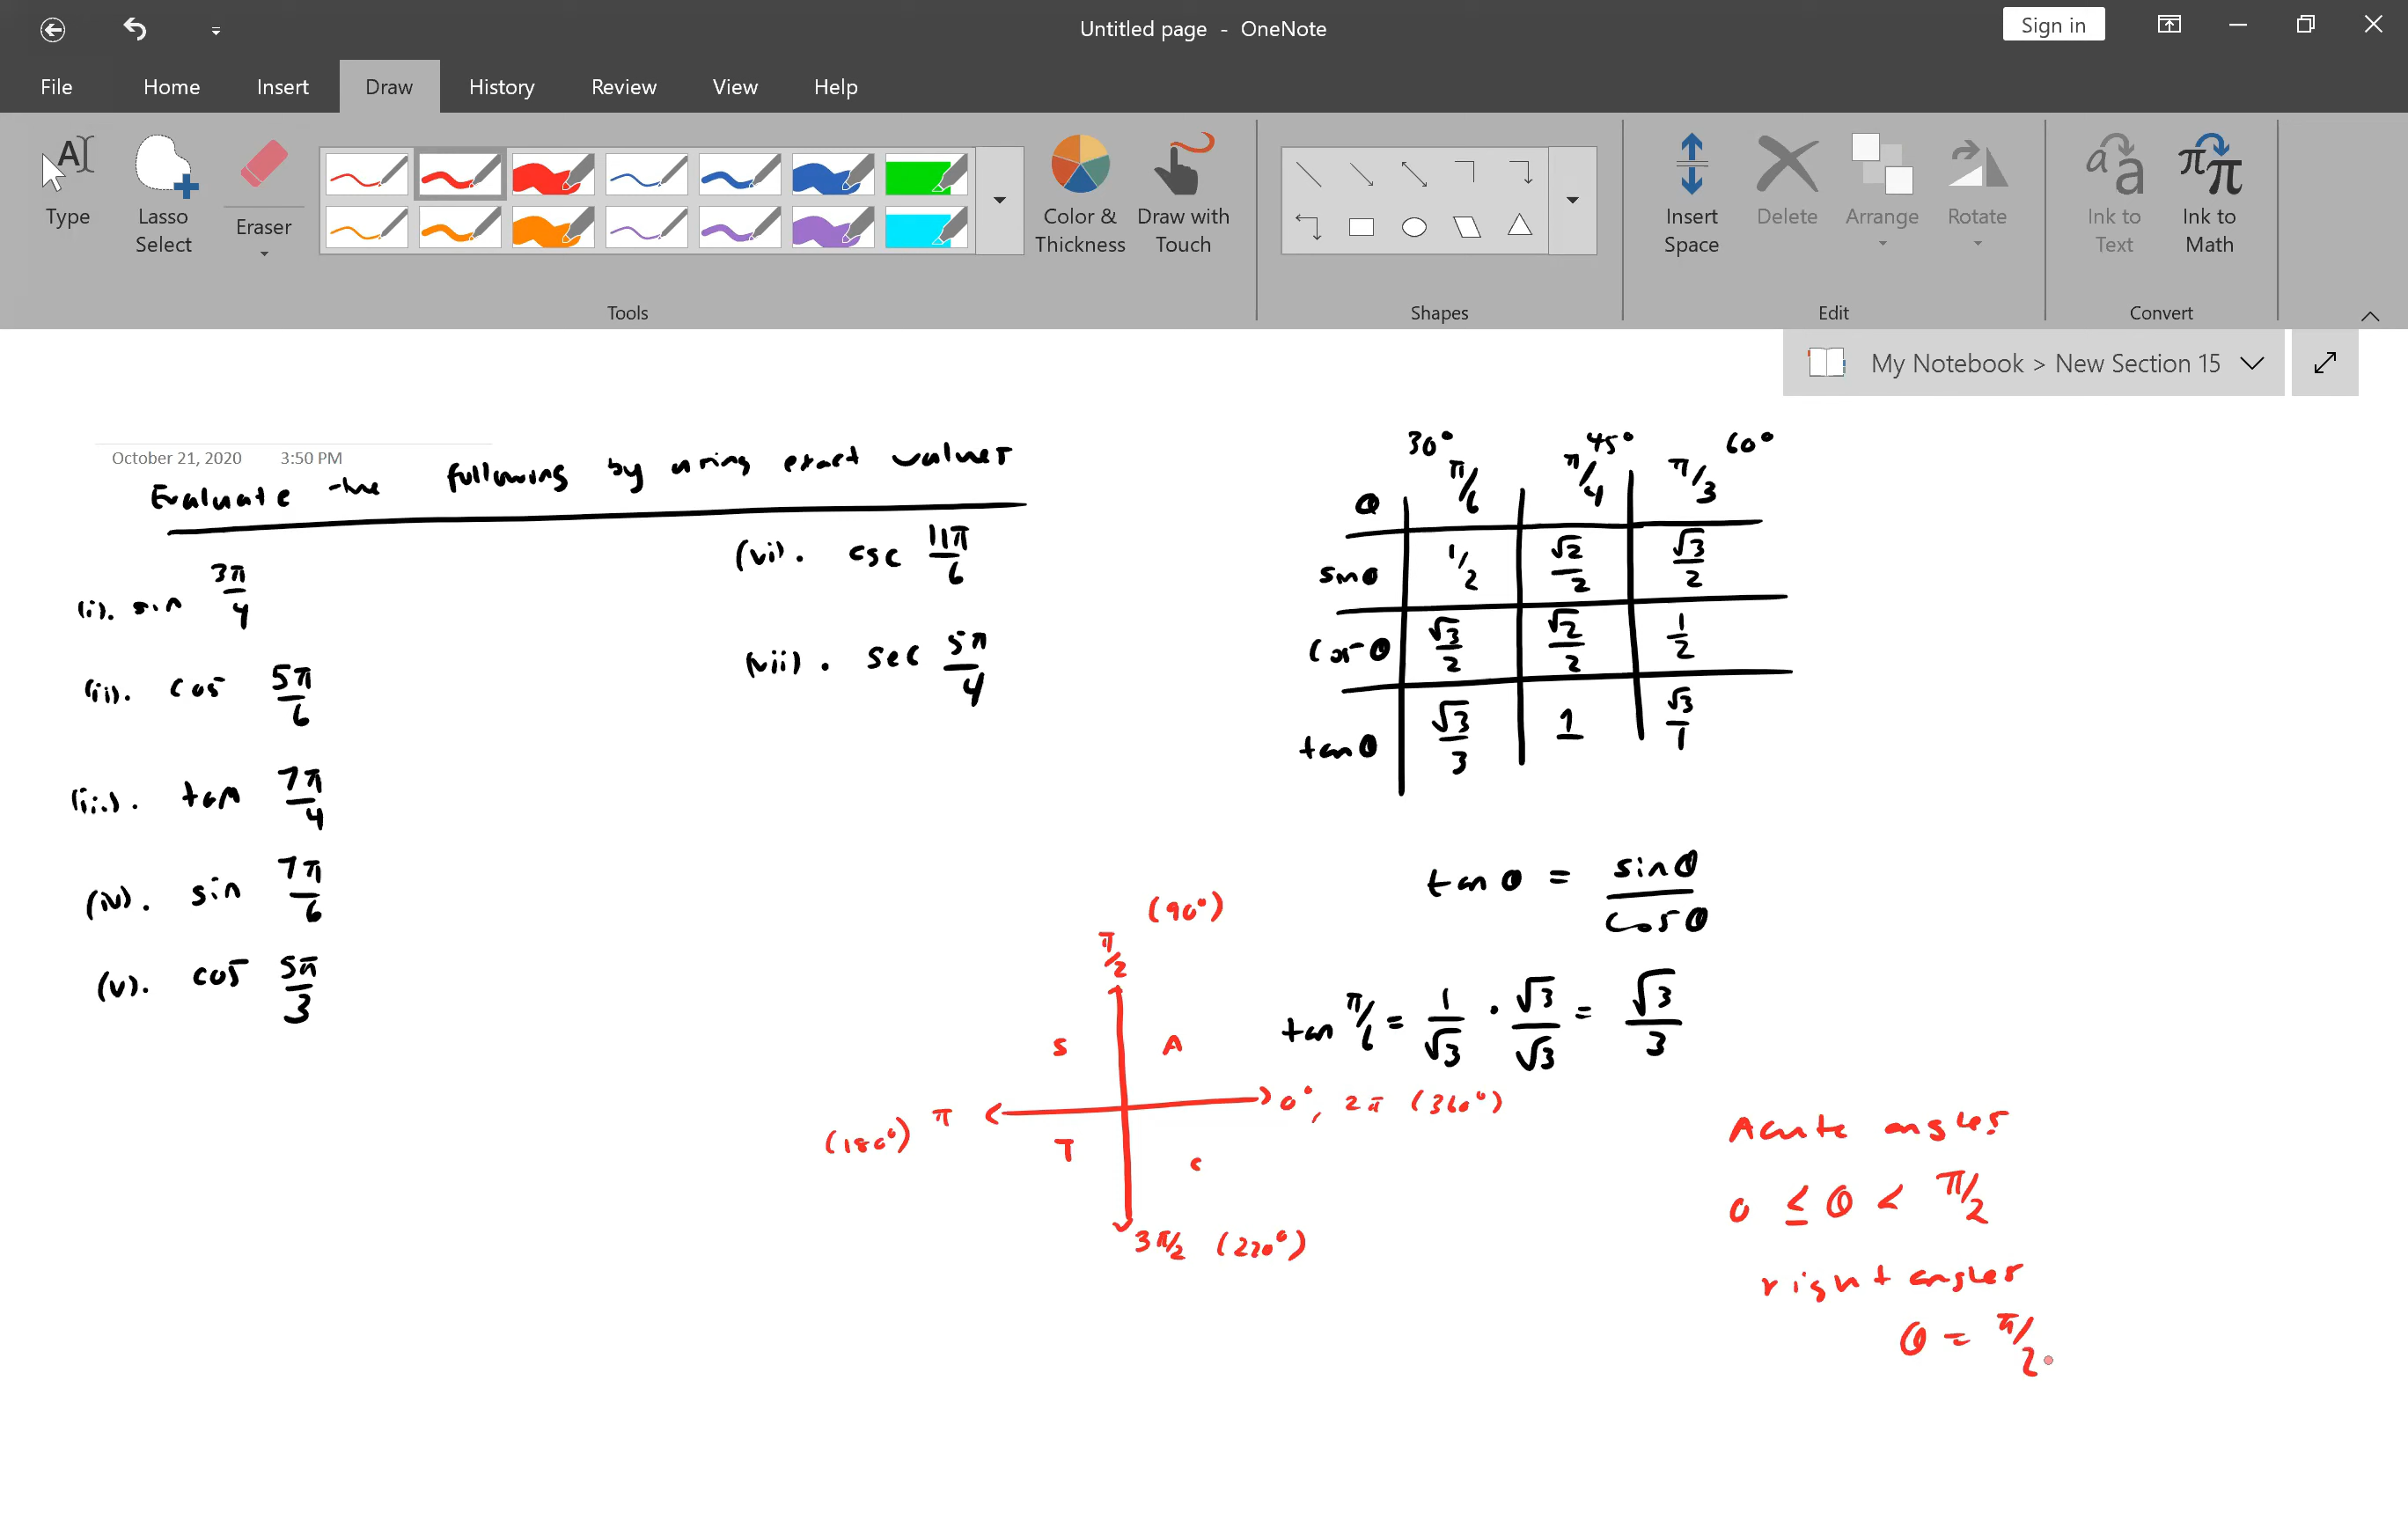 Untitled page - OneNote
Sign in
File Home Insert Draw History Review View Help
Type
Lasso Select
Eraser
Color & Thickness
Draw with Touch
Insert Space
Delete
Arrange
Rotate
Ink to Text
Ink to Math
Tools
Shapes
Edit
Convert
My Notebook > New Section 15
October 21, 2020 3:50 PM
Evaluate the following by using exact values
(i). sin 3π/4
(ii). cos 5π/6
(iii). tan 7π/4
(iv). sin 7π/6
(v). cos 5π/3
(vi). csc 11π/6
(vii). sec 5π/4
30° 45° 60°
θ π/6 π/4 π/3
sinθ 1/2 √2/2 √3/2
cosθ √3/2 √2/2 1/2
tanθ √3/3 1 √3/1
tanθ = sinθ/cosθ
tan π/6 = 1/√3 · √3/√3 = √3/3
(90°)
π/2
S A
(180°) π 0°, 2π (360°)
T C
3π/2 (270°)
Acute angles
0 ≤ θ < π/2
right angles
θ = π/2